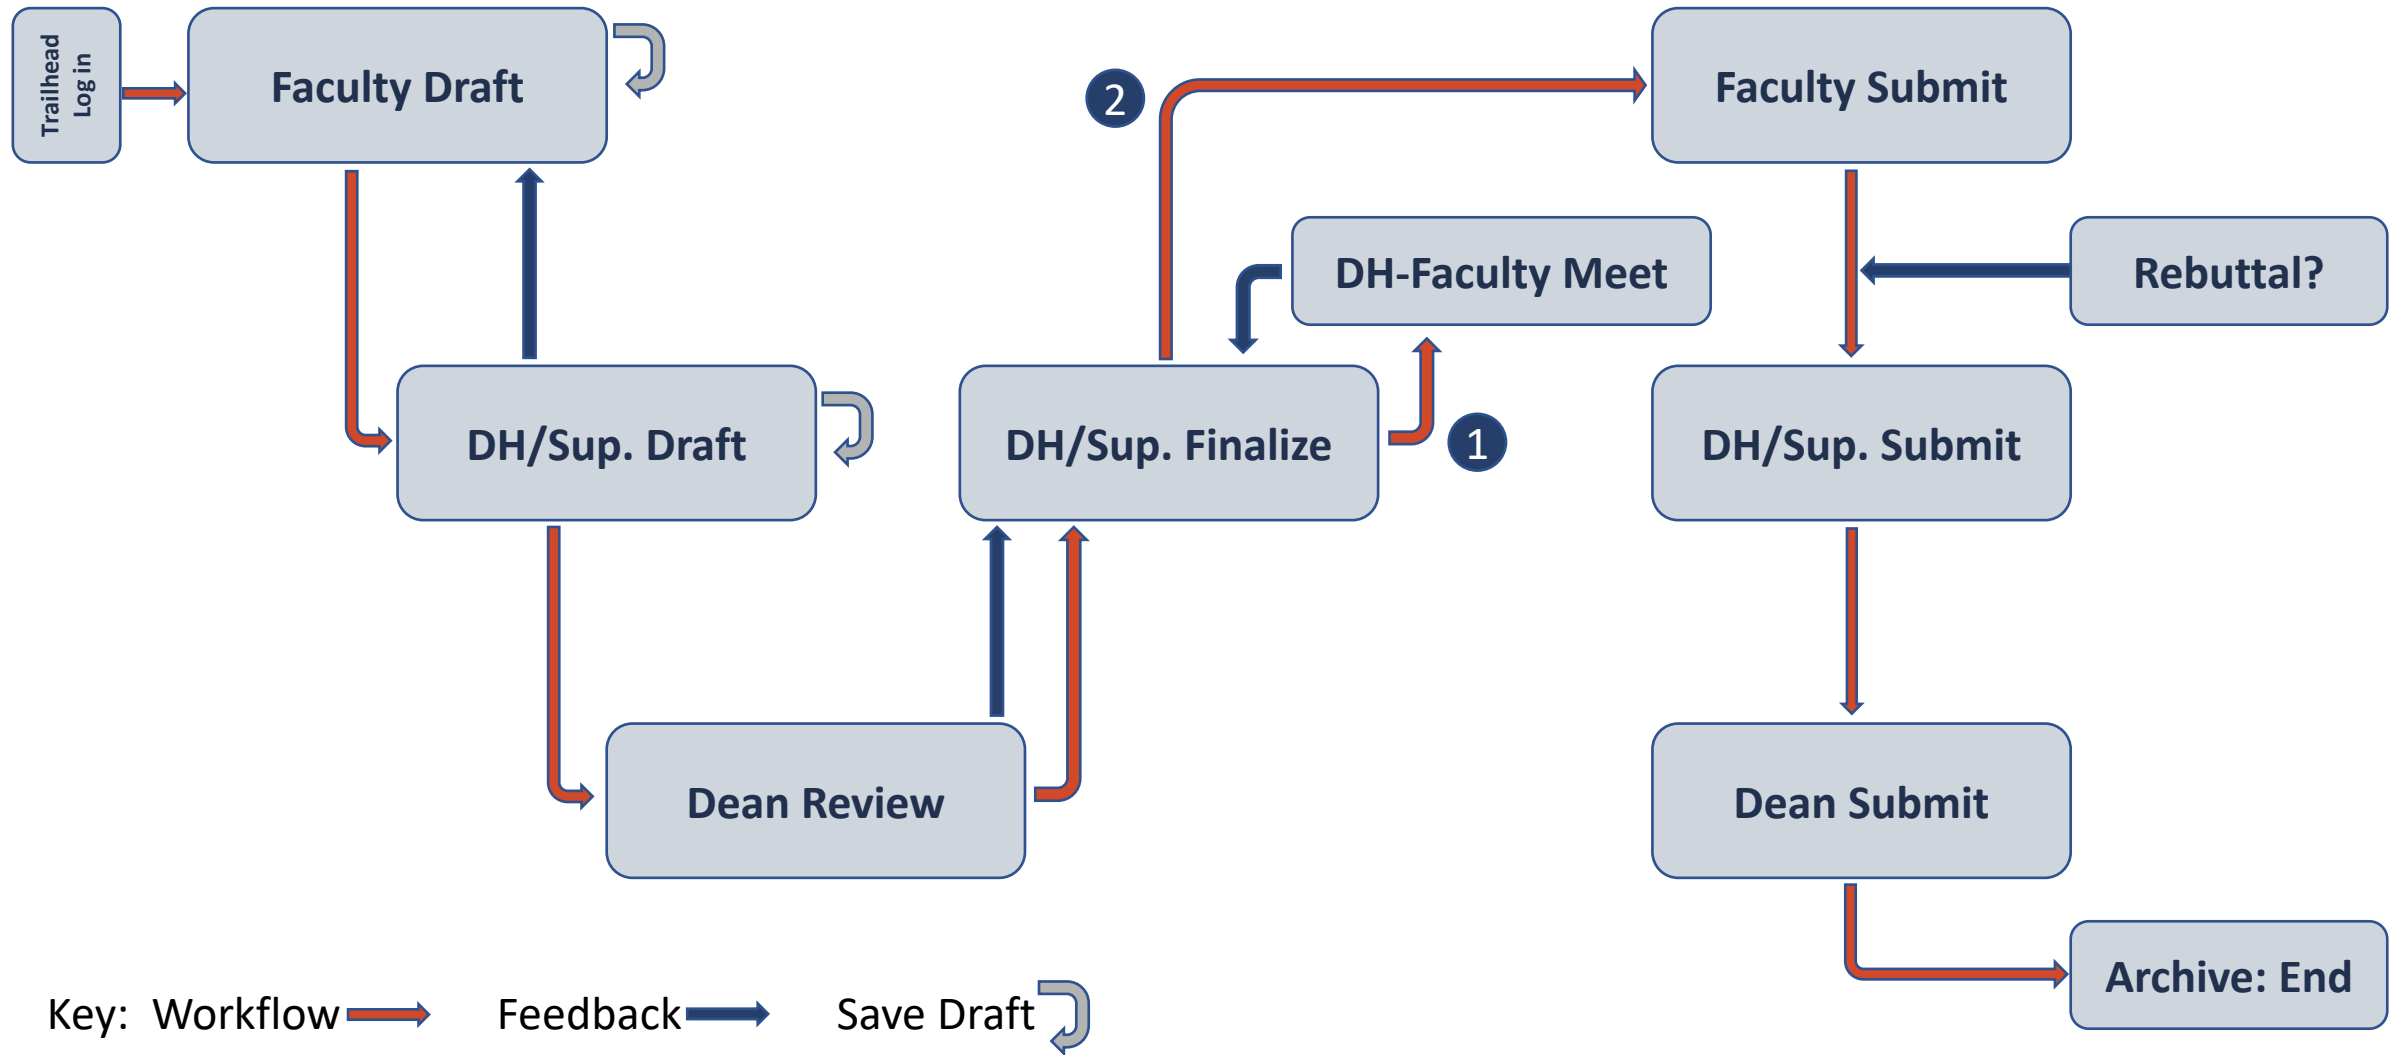 Trailhead
Log in
Faculty Draft
2
Faculty Submit
DH-Faculty Meet
Rebuttal?
DH/Sup. Draft
DH/Sup. Finalize
1
DH/Sup. Submit
Dean Review
Dean Submit
Archive: End
Key: Workflow Feedback Save Draft